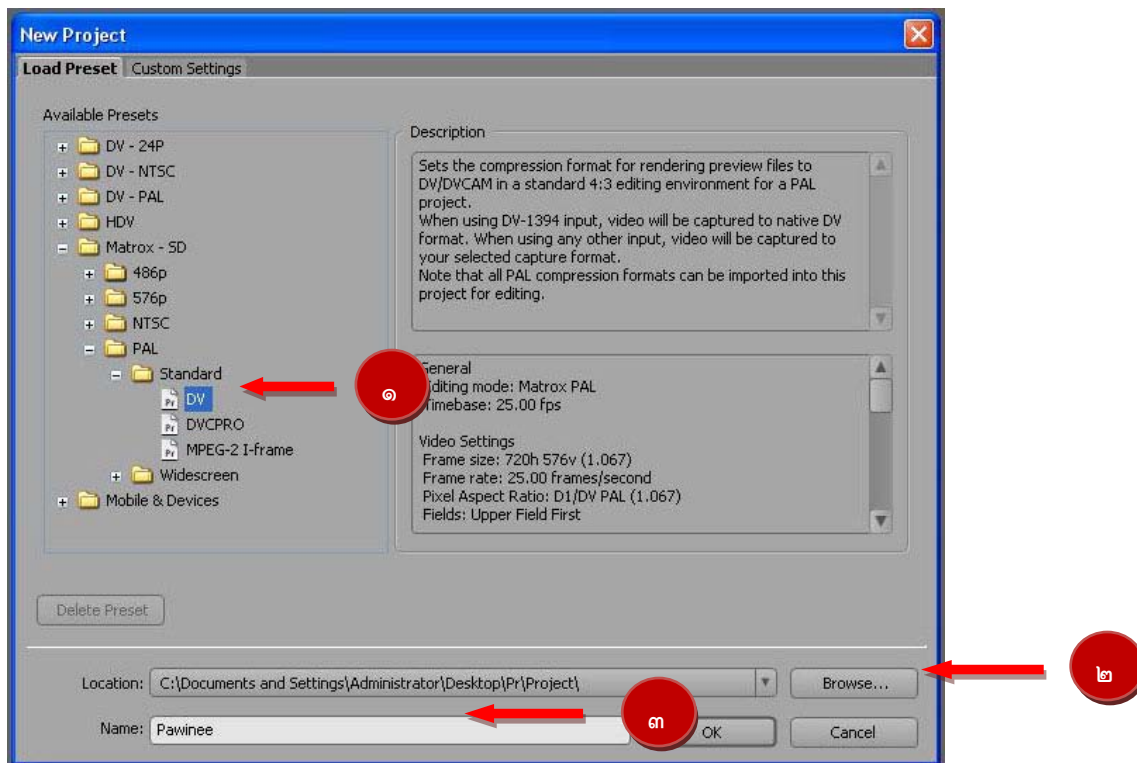 New Project
Load Preset Custom Settings
Available Presets
DV - 24P
DV - NTSC
DV - PAL
HDV
Matrox - SD
486p
576p
NTSC
PAL
Standard
DV
DVCPRO
MPEG-2 I-frame
Widescreen
Mobile & Devices
๑
Description
Sets the compression format for rendering preview files to
DV/DVCAM in a standard 4:3 editing environment for a PAL
project.
When using DV-1394 input, video will be captured to native DV
format. When using any other input, video will be captured to
your selected capture format.
Note that all PAL compression formats can be imported into this
project for editing.
General
Editing mode: Matrox PAL
Timebase: 25.00 fps
Video Settings
Frame size: 720h 576v (1.067)
Frame rate: 25.00 frames/second
Pixel Aspect Ratio: D1/DV PAL (1.067)
Fields: Upper Field First
Delete Preset
Location: C:\Documents and Settings\Administrator\Desktop\Pr\Project\ Browse... ๒
Name: Pawinee ๓ OK Cancel